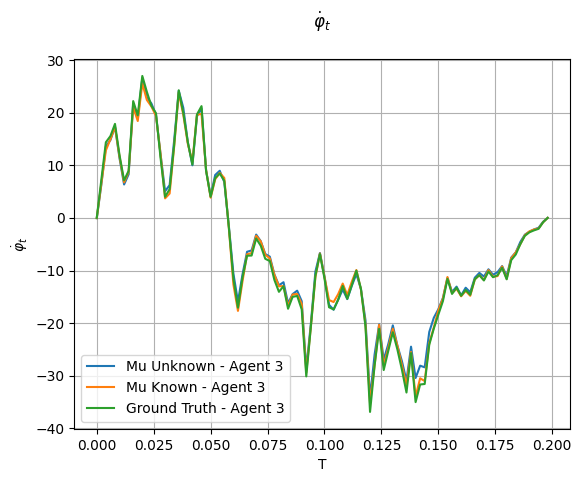 φ̇ₜ
30
20
10
0
−10
−20
−30
−40
φ̇ₜ
Mu Unknown - Agent 3
Mu Known - Agent 3
Ground Truth - Agent 3
0.000 0.025 0.050 0.075 0.100 0.125 0.150 0.175 0.200
T